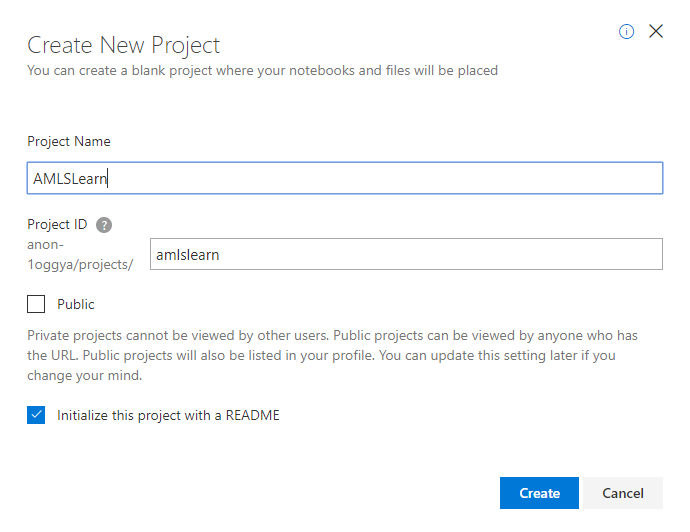 Create New Project
You can create a blank project where your notebooks and files will be placed
Project Name
AMLSLearn
Project ID ?
anon-
1oggya/projects/
amlslearn
Public
Private projects cannot be viewed by other users. Public projects can be viewed by anyone who has
the URL. Public projects will also be listed in your profile. You can update this setting later if you
change your mind.
Initialize this project with a README
Create
Cancel